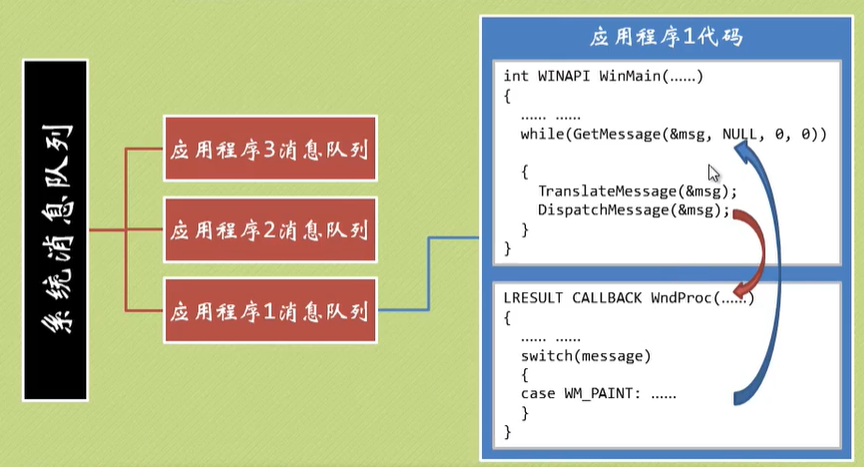 系统消息队列
应用程序3消息队列
应用程序2消息队列
应用程序1消息队列
应用程序1代码
int WINAPI WinMain(……)
{
…… ……
while(GetMessage(&msg, NULL, 0, 0))
{
TranslateMessage(&msg);
DispatchMessage(&msg);
}
}
LRESULT CALLBACK WndProc(……)
{
…… ……
switch(message)
{
case WM_PAINT: ……
}
}